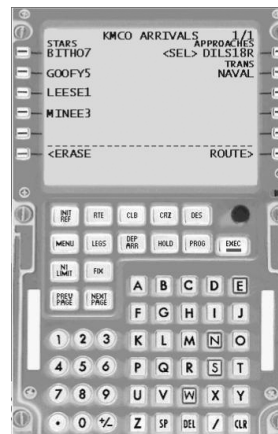 KMCO ARRIVALS 1/1
STARS APPROACHES
BITHO7 <SEL> DILS18R
TRANS
GOOFY5 NAVAL
LEESE1
MINEE3
<ERASE ROUTE>
INIT REF RTE CLB CRZ DES
MENU LEGS DEP ARR HOLD PROG EXEC
N1 LIMIT FIX
PREV PAGE NEXT PAGE
A B C D E
F G H I J
1 2 3 K L M N O
4 5 6 P Q R S T
7 8 9 U V W X Y
. 0 +/- Z SP DEL / CLR